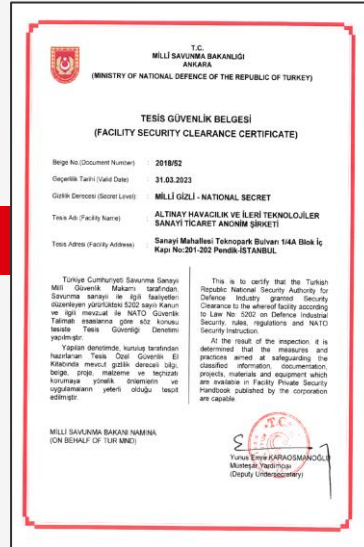 T.C.
MİLLÎ SAVUNMA BAKANLIĞI
ANKARA
(MINISTRY OF NATIONAL DEFENCE OF THE REPUBLIC OF TURKEY)
TESİS GÜVENLİK BELGESİ
(FACILITY SECURITY CLEARANCE CERTIFICATE)
Belge No (Document Number) : 2018/52
Geçerlilik Tarihi (Valid Date) : 31.03.2023
Gizlilik Derecesi (Secret Level) : MİLLÎ GİZLİ - NATIONAL SECRET
Tesis Adı (Facility Name) : ALTINAY HAVACILIK VE İLERİ TEKNOLOJİLER
SANAYİ TİCARET ANONİM ŞİRKETİ
Tesis Adresi (Facility Address) : Sanayi Mahallesi Teknopark Bulvarı 1/4A Blok İç
Kapı No:201-202 Pendik-İSTANBUL
Türkiye Cumhuriyeti Savunma Sanayi
Millî Güvenlik Makamı tarafından,
Savunma sanayii ile ilgili faaliyetleri
düzenleyen yürürlükteki 5202 sayılı Kanun
ve ilgili mevzuat ile NATO Güvenlik
Talimatı esaslarına göre söz konusu
tesiste Tesis Güvenliği Denetimi
yapılmıştır.
Yapılan denetimde, kuruluş tarafından
hazırlanan Tesis Özel Güvenlik El
Kitabında mevcut gizlilik dereceli bilgi,
belge, proje, malzeme ve teçhizatı
korumaya yönelik önlemlerin ve
uygulamaların yeterli olduğu tespit
edilmiştir.
This is to certify that the Turkish
Republic National Security Authority for
Defence Industry granted Security
Clearance to the whereof facility according
to Law No: 5202 on Defence Industrial
Security, rules, regulations and NATO
Security Instruction.
At the result of the inspection, it is
determined that the measures and
practices aimed at safeguarding the
classified information, documentation,
projects, materials and equipment which
are available in Facility Private Security
Handbook published by the corporation
are capable.
MİLLÎ SAVUNMA BAKANI NAMINA
(ON BEHALF OF TUR MND)
T.C.
Yunus Emre KARAOSMANOĞLU
Müsteşar Yardımcısı
(Deputy Undersecretary)